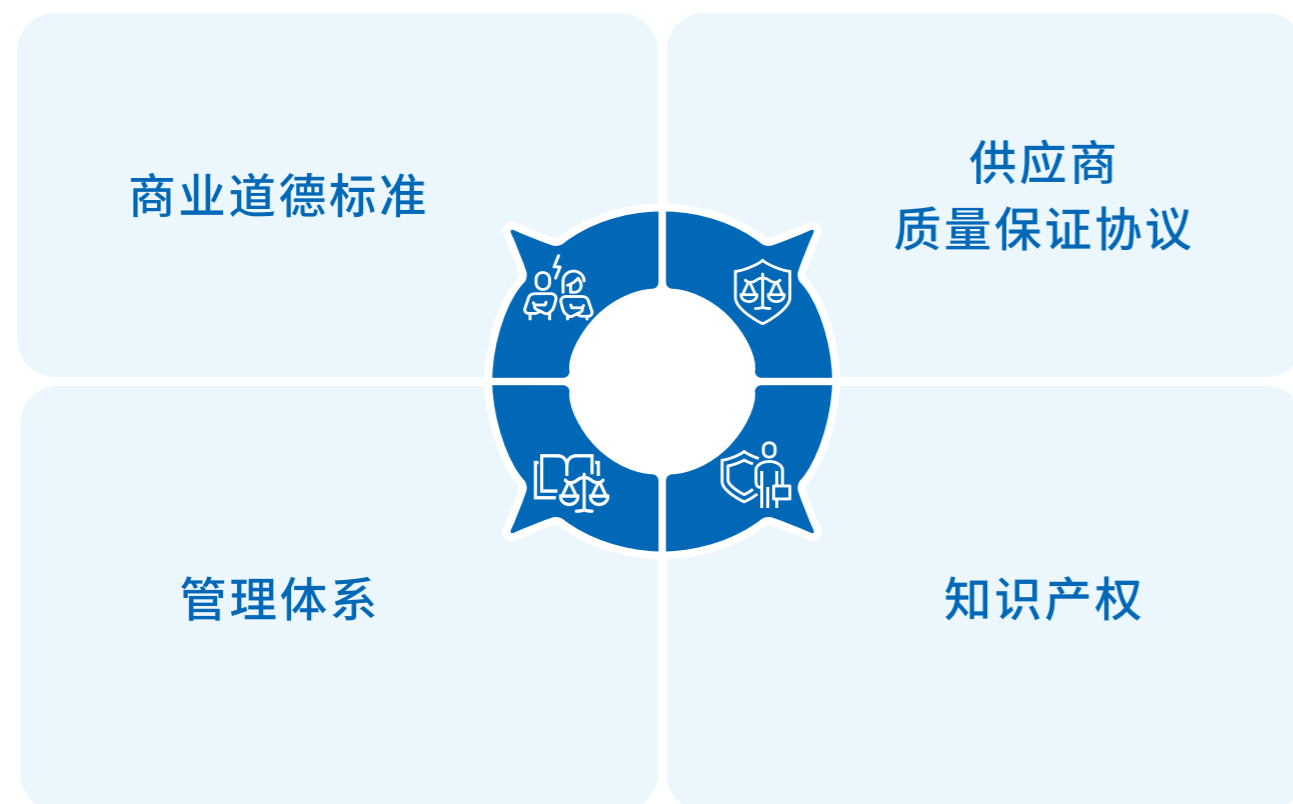 商业道德标准
供应商
质量保证协议
管理体系
知识产权